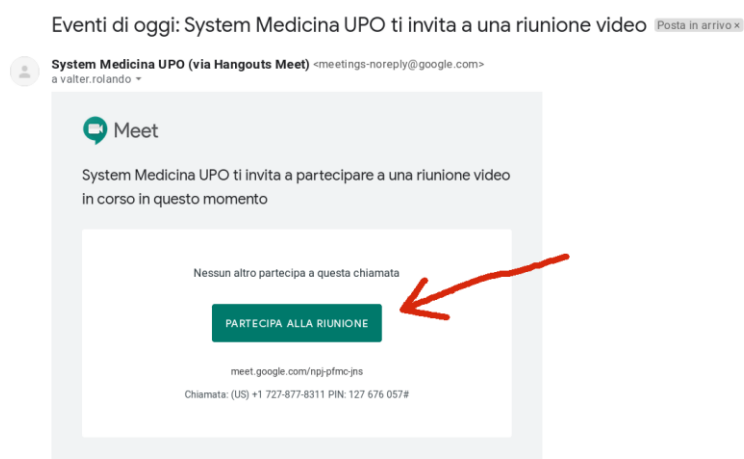 Eventi di oggi: System Medicina UPO ti invita a una riunione video Posta in arrivo ×
System Medicina UPO (via Hangouts Meet) <meetings-noreply@google.com>
a valter.rolando
Meet
System Medicina UPO ti invita a partecipare a una riunione video
in corso in questo momento
Nessun altro partecipa a questa chiamata
PARTECIPA ALLA RIUNIONE
meet.google.com/npj-pfmc-jns
Chiamata: (US) +1 727-877-8311 PIN: 127 676 057#